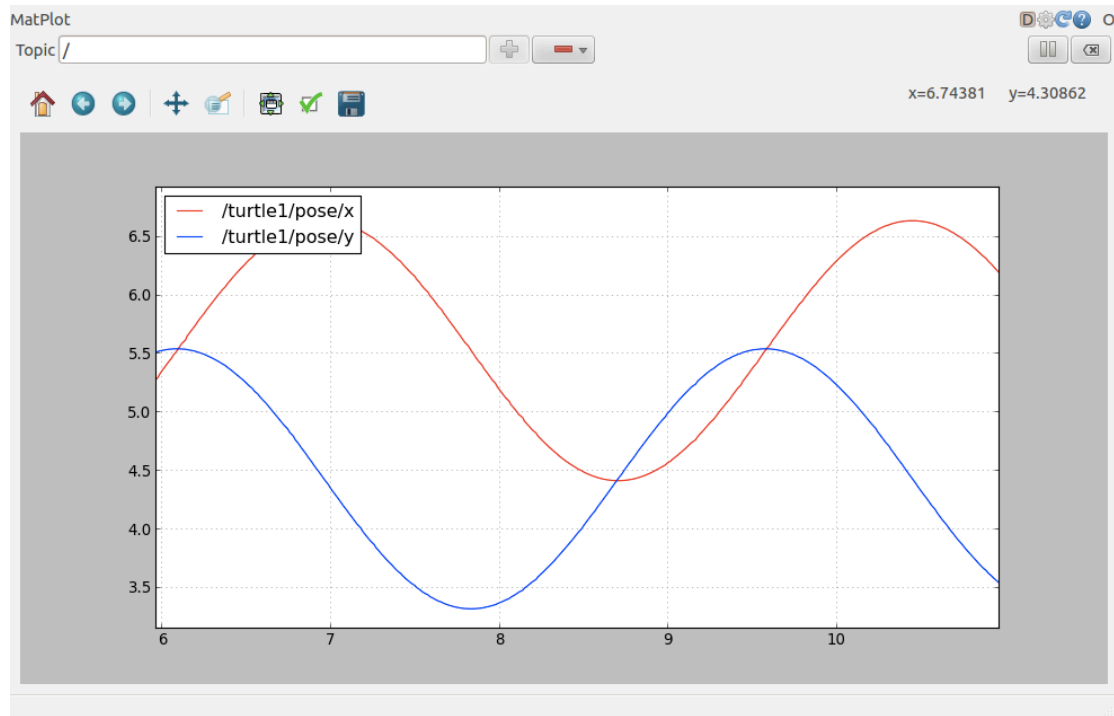 MatPlot
D ? O
Topic /
x=6.74381 y=4.30862
/turtle1/pose/x
/turtle1/pose/y
6.5
6.0
5.5
5.0
4.5
4.0
3.5
6 7 8 9 10